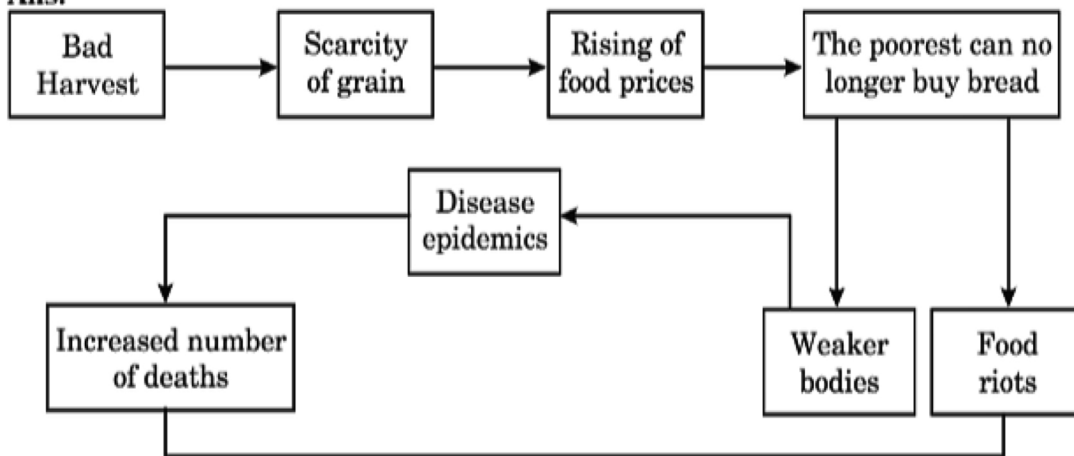 Ans.
Bad
Harvest
Scarcity
of grain
Rising of
food prices
The poorest can no
longer buy bread
Disease
epidemics
Increased number
of deaths
Weaker
bodies
Food
riots